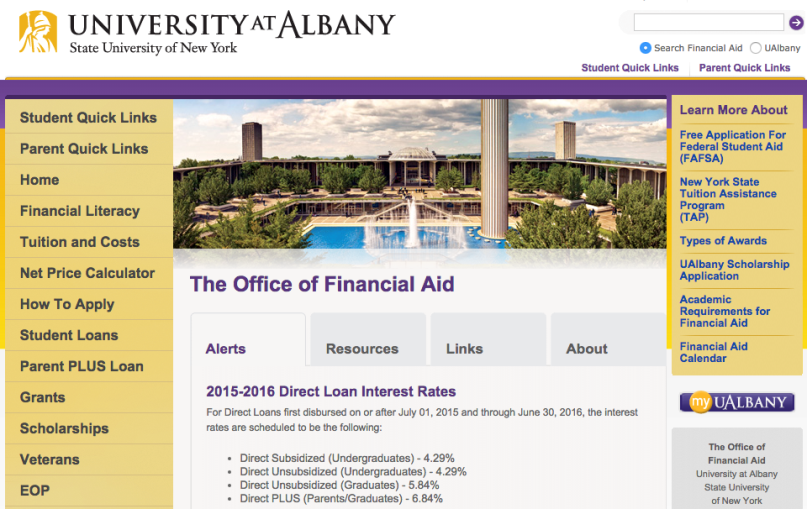 UNIVERSITY AT ALBANY
State University of New York
Search Financial Aid UAlbany
Student Quick Links Parent Quick Links
Student Quick Links
Parent Quick Links
Home
Financial Literacy
Tuition and Costs
Net Price Calculator
How To Apply
Student Loans
Parent PLUS Loan
Grants
Scholarships
Veterans
EOP
The Office of Financial Aid
Alerts Resources Links About
2015-2016 Direct Loan Interest Rates
For Direct Loans first disbursed on or after July 01, 2015 and through June 30, 2016, the interest
rates are scheduled to be the following:
• Direct Subsidized (Undergraduates) - 4.29%
• Direct Unsubsidized (Undergraduates) - 4.29%
• Direct Unsubsidized (Graduates) - 5.84%
• Direct PLUS (Parents/Graduates) - 6.84%
Learn More About
Free Application For
Federal Student Aid
(FAFSA)
New York State
Tuition Assistance
Program
(TAP)
Types of Awards
UAlbany Scholarship
Application
Academic
Requirements for
Financial Aid
Financial Aid
Calendar
my UALBANY
The Office of
Financial Aid
University at Albany
State University
of New York